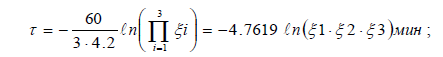 τ = − 60 / (3 · 4.2) ℓn( ∏_{i=1}^{3} ξi ) = −4.7619 ℓn(ξ1 · ξ2 · ξ3)мин ;